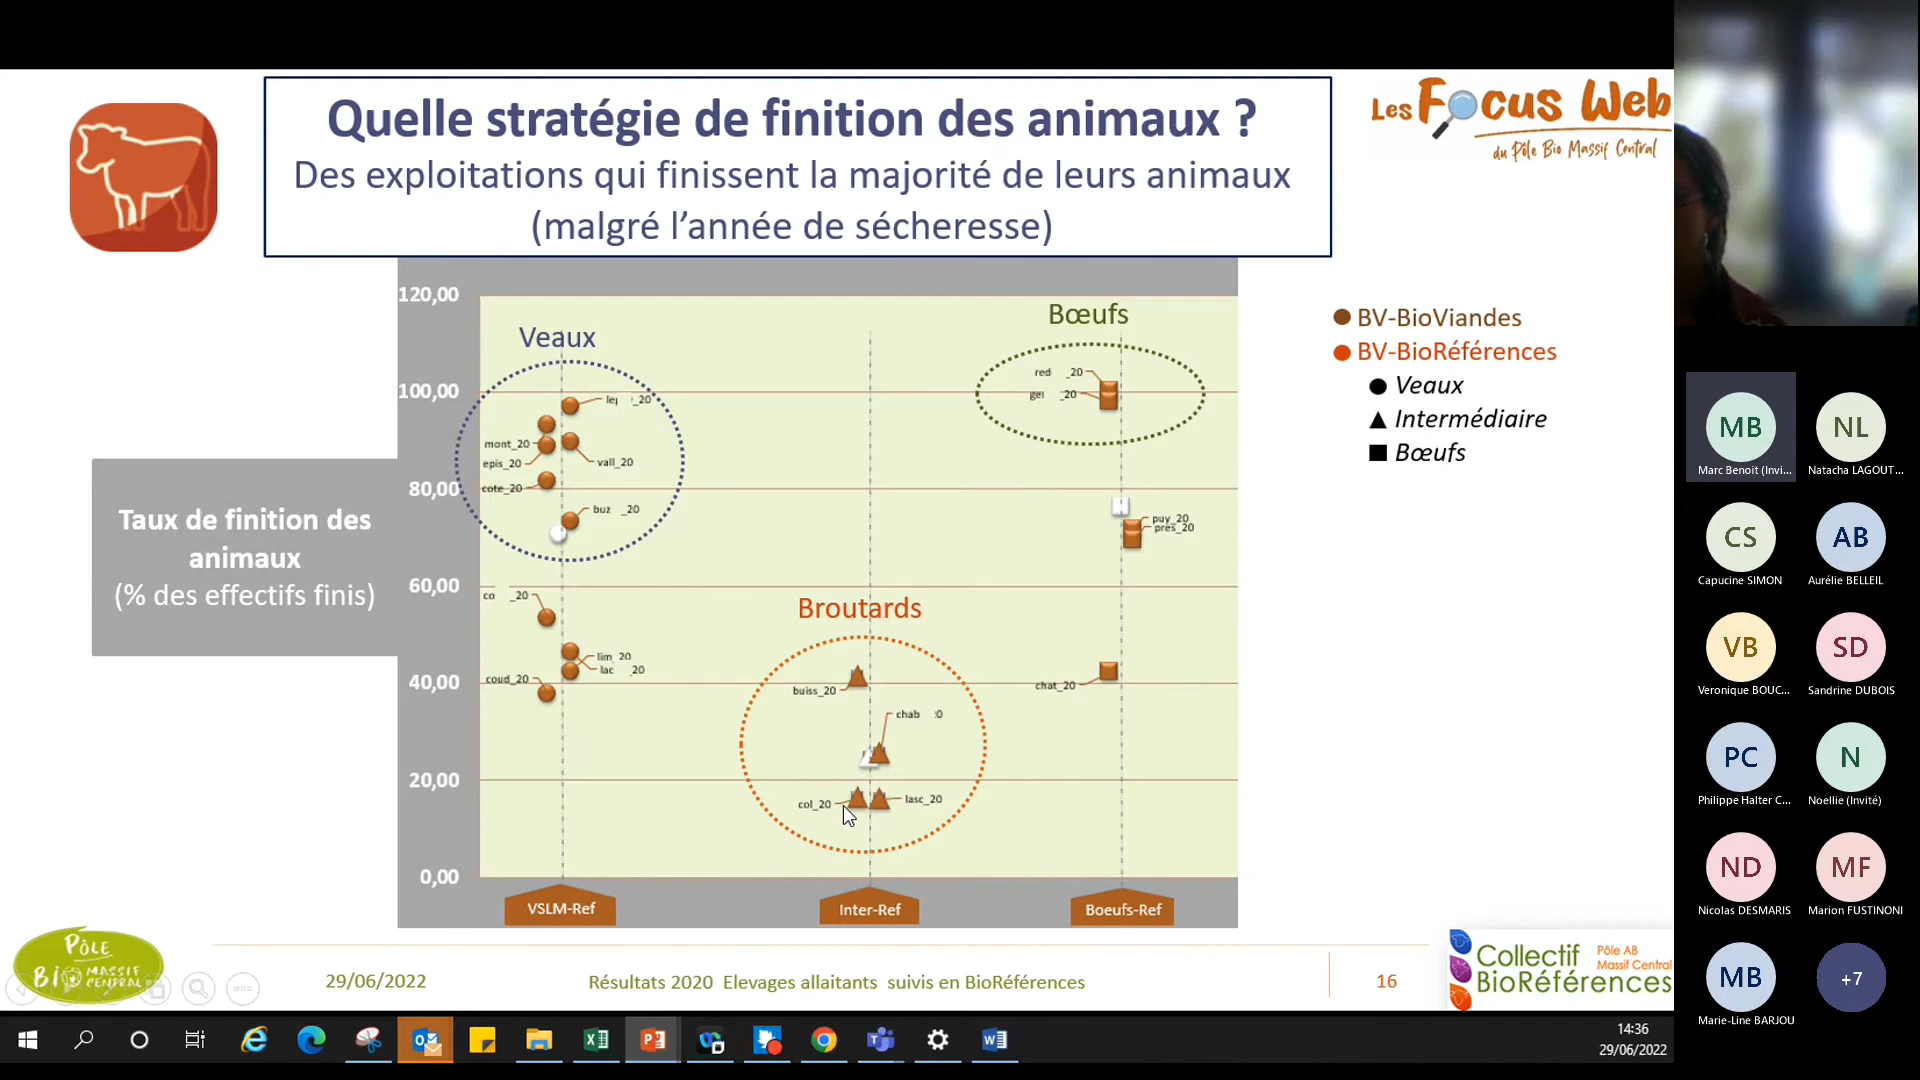 Quelle stratégie de finition des animaux ?
Des exploitations qui finissent la majorité de leurs animaux
(malgré l’année de sécheresse)
Les Focus Web
du Pôle Bio Massif Central
120,00
100,00
80,00
60,00
40,00
20,00
0,00
Taux de finition des
animaux
(% des effectifs finis)
Veaux
_20
mont_20
epis_20
vall_20
cote_20
buz _20
co _20
lim_20
lac _20
coud_20
Broutards
buiss_20
chab
col_20
lasc_20
Bœufs
red _20
_20
puy_20
pres_20
chat_20
VSLM-Ref
Inter-Ref
Boeufs-Ref
BV-BioViandes
BV-BioRéférences
Veaux
Intermédiaire
Bœufs
PÔLE
BIO MASSIF
CENTRAL
29/06/2022
Résultats 2020 Elevages allaitants suivis en BioRéférences
16
Collectif
BioRéférences
Pôle AB
Massif Central
MB
Marc Benoit (Invi...
NL
Natacha LAGOUT...
CS
Capucine SIMON
AB
Aurélie BELLEIL
VB
Veronique BOUC...
SD
Sandrine DUBOIS
PC
Philippe Halter C...
N
Noellie (Invité)
ND
Nicolas DESMARIS
MF
Marion FUSTINONI
MB
Marie-Line BARJOU
+7
14:36
29/06/2022